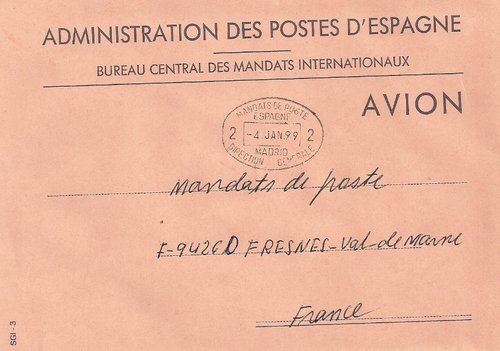 ADMINISTRATION DES POSTES D'ESPAGNE
BUREAU CENTRAL DES MANDATS INTERNATIONAUX
AVION
MANDATS DE POSTE
ESPAGNE
2 -4.JAN.99 2
MADRID
DIRECTION GENERALE
Mandats de poste
F-94260 FRESNES-Val-de Marne
France
SGI - 3